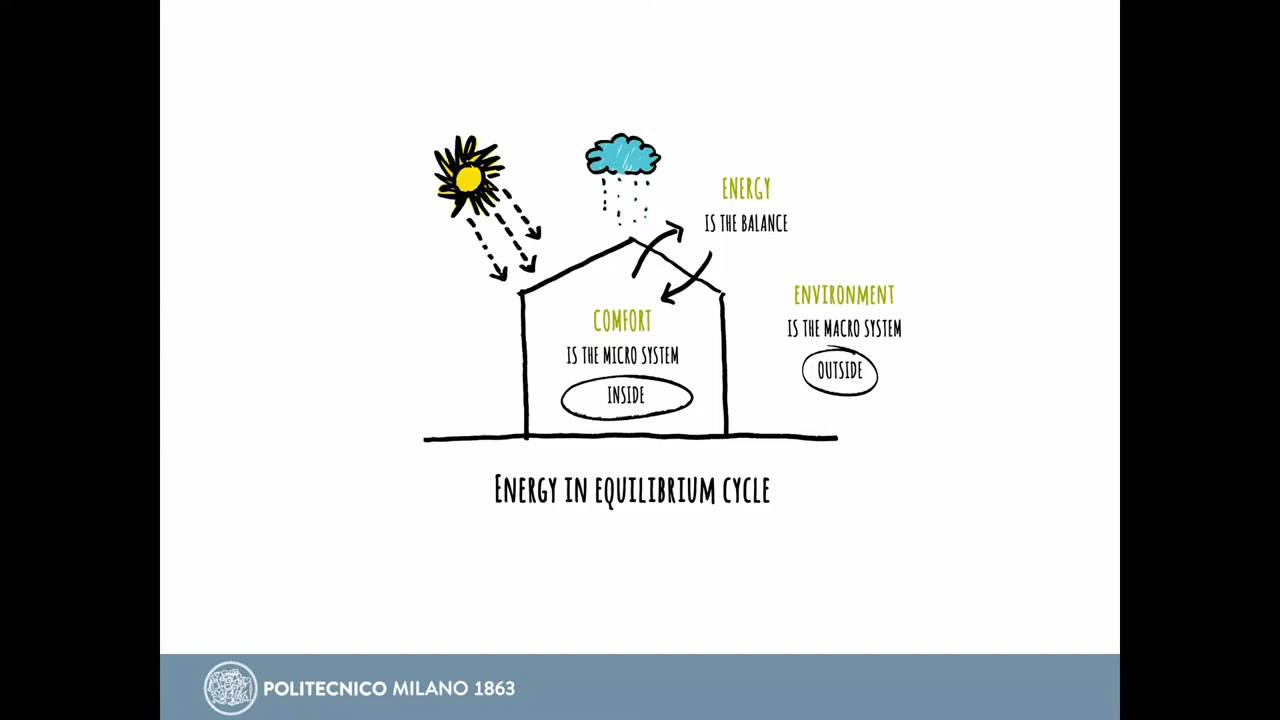 ENERGY
IS THE BALANCE
ENVIRONMENT
IS THE MACRO SYSTEM
OUTSIDE
COMFORT
IS THE MICRO SYSTEM
INSIDE
ENERGY IN EQUILIBRIUM CYCLE
POLITECNICO MILANO 1863